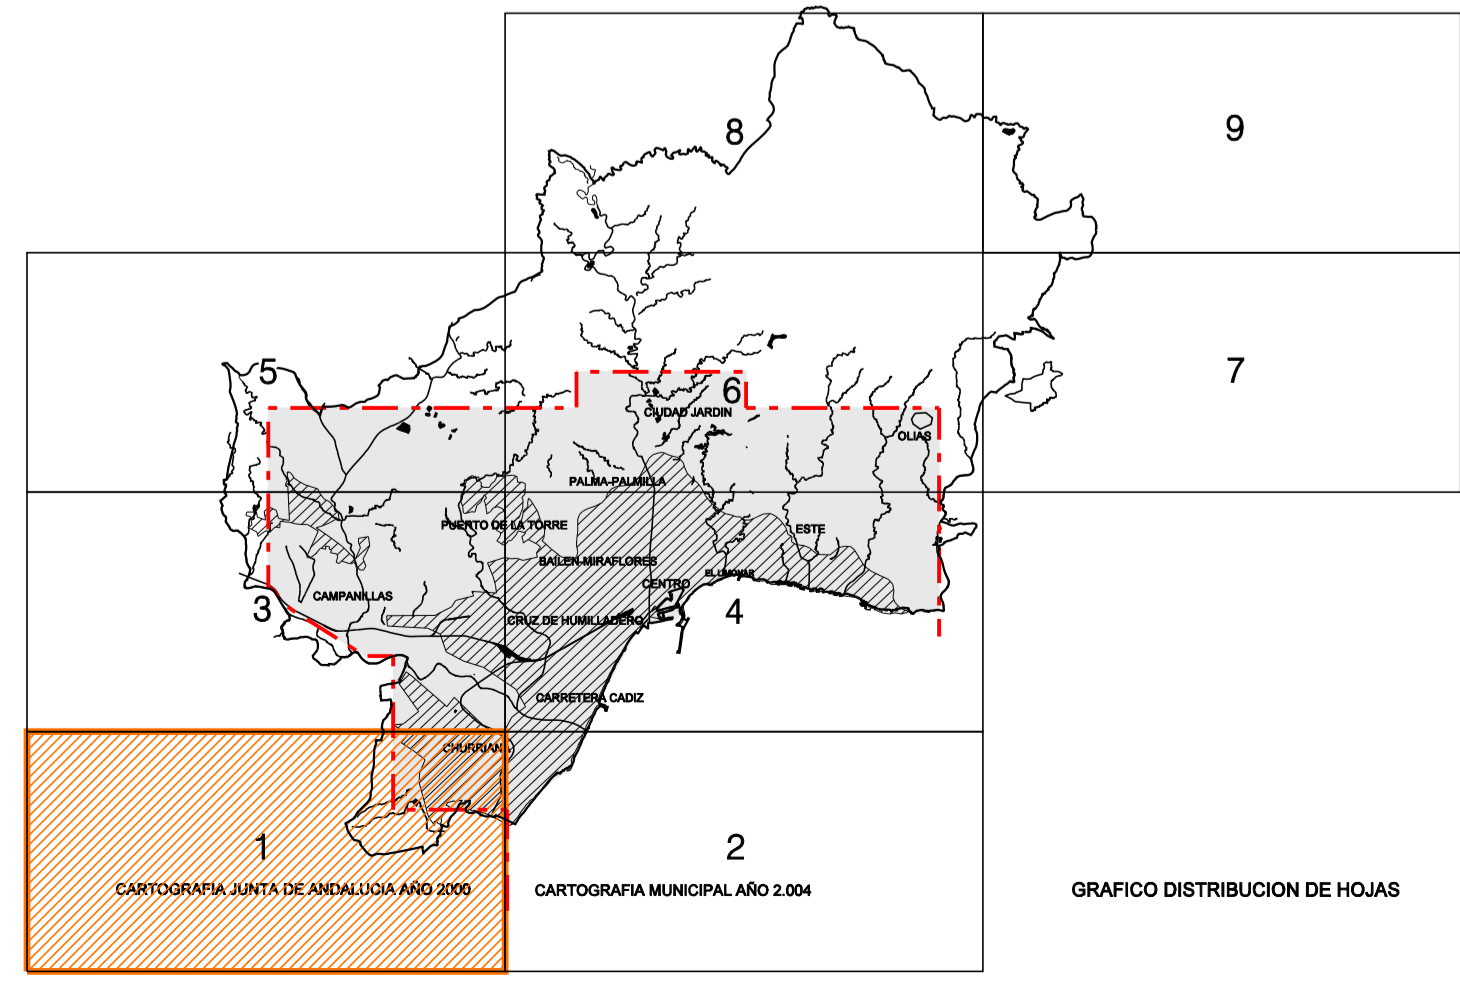 8
9
5
6
7
CIUDAD JARDIN
OLIAS
PALMA-PALMILLA
PUERTO DE LA TORRE
ESTE
BAILEN-MIRAFLORES
EL LIMONAR
CENTRO
CAMPANILLAS
3
4
CRUZ DE HUMILLADERO
CARRETERA CADIZ
CHURRIANA
1
2
CARTOGRAFIA JUNTA DE ANDALUCIA AÑO 2000
CARTOGRAFIA MUNICIPAL AÑO 2.004
GRAFICO DISTRIBUCION DE HOJAS